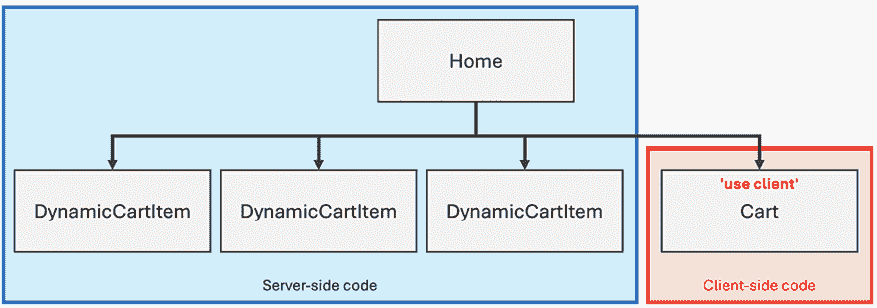 Home
DynamicCartItem
DynamicCartItem
DynamicCartItem
'use client'
Cart
Server-side code
Client-side code